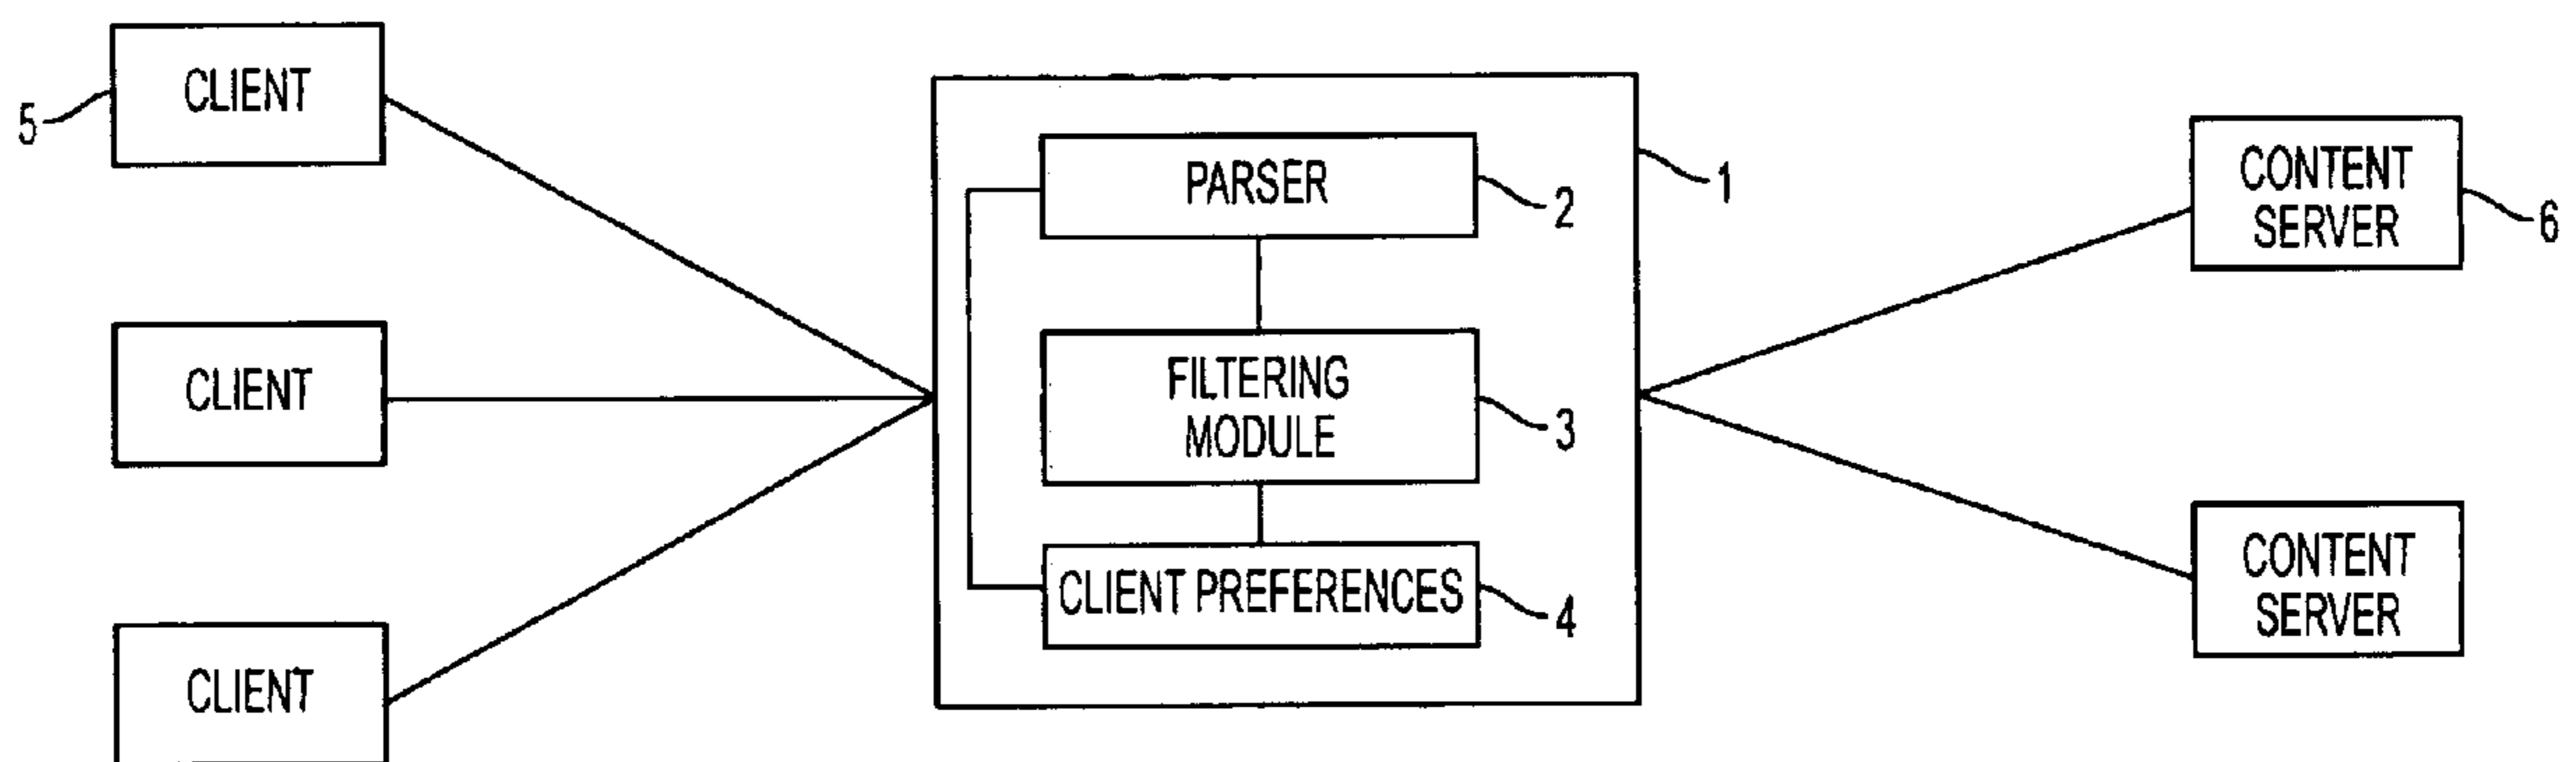 5
CLIENT
CLIENT
CLIENT
1
PARSER
2
FILTERING
MODULE
3
CLIENT PREFERENCES
4
CONTENT
SERVER
6
CONTENT
SERVER